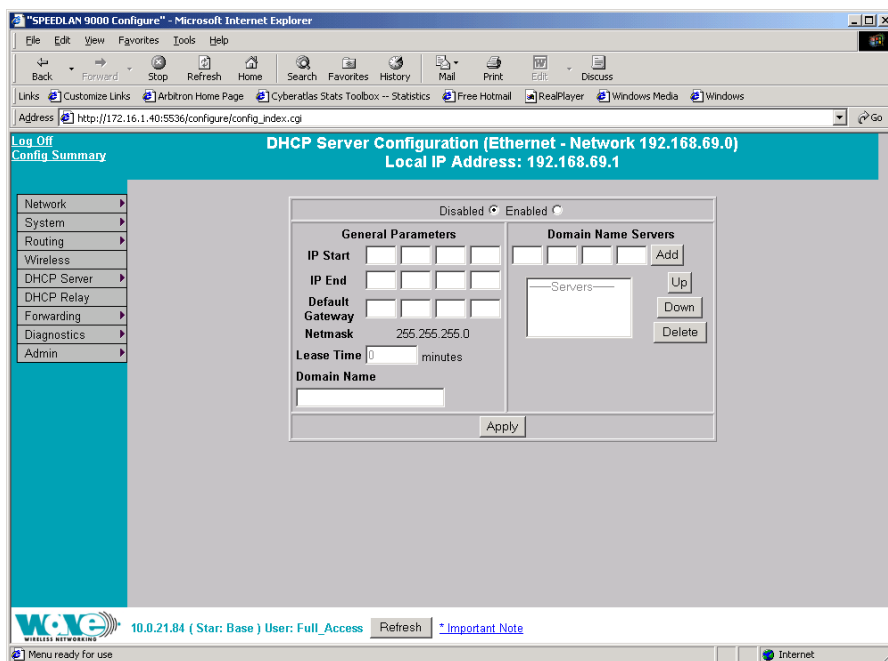 "SPEEDLAN 9000 Configure" - Microsoft Internet Explorer
File Edit View Favorites Tools Help
Back Forward Stop Refresh Home Search Favorites History Mail Print Edit Discuss
Links Customize Links Arbitron Home Page Cyberatlas Stats Toolbox -- Statistics Free Hotmail RealPlayer Windows Media Windows
Address http://172.16.1.40:5536/configure/config_index.cgi Go
Log Off
Config Summary
DHCP Server Configuration (Ethernet - Network 192.168.69.0)
Local IP Address: 192.168.69.1
Network
System
Routing
Wireless
DHCP Server
DHCP Relay
Forwarding
Diagnostics
Admin
Disabled Enabled
General Parameters
IP Start
IP End
Default Gateway
Netmask 255.255.255.0
Lease Time 0 minutes
Domain Name
Domain Name Servers
Add
-----Servers-----
Up
Down
Delete
Apply
WAVE
WIRELESS NETWORKING
10.0.21.84 ( Star: Base ) User: Full_Access Refresh * Important Note
Menu ready for use Internet